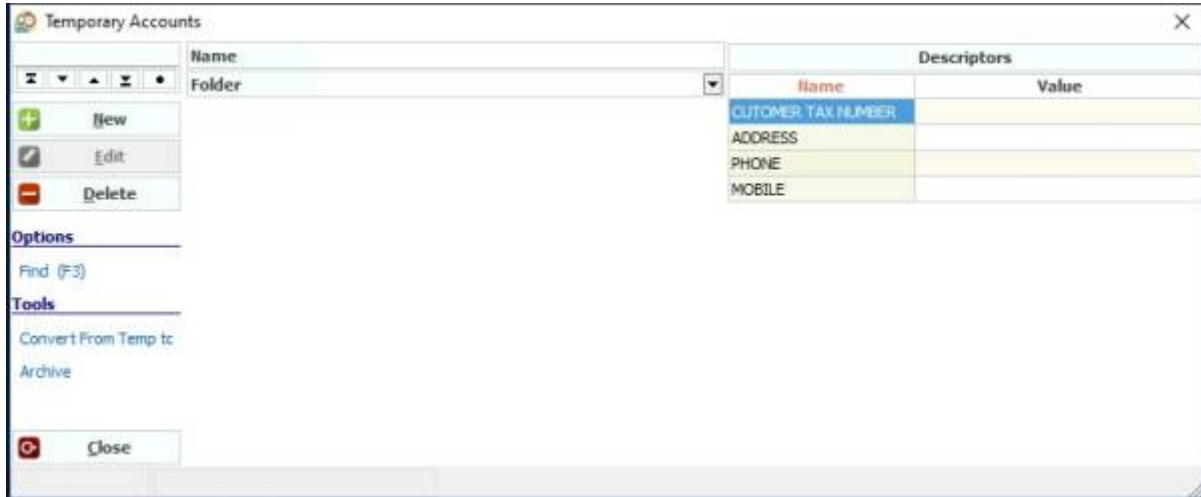 Temporary Accounts
Name
Descriptors
Folder
Name Value
New
CUTOMER TAX NUMBER
Edit
ADDRESS
PHONE
Delete
MOBILE
Options
Find (F3)
Tools
Convert From Temp tc
Archive
Close